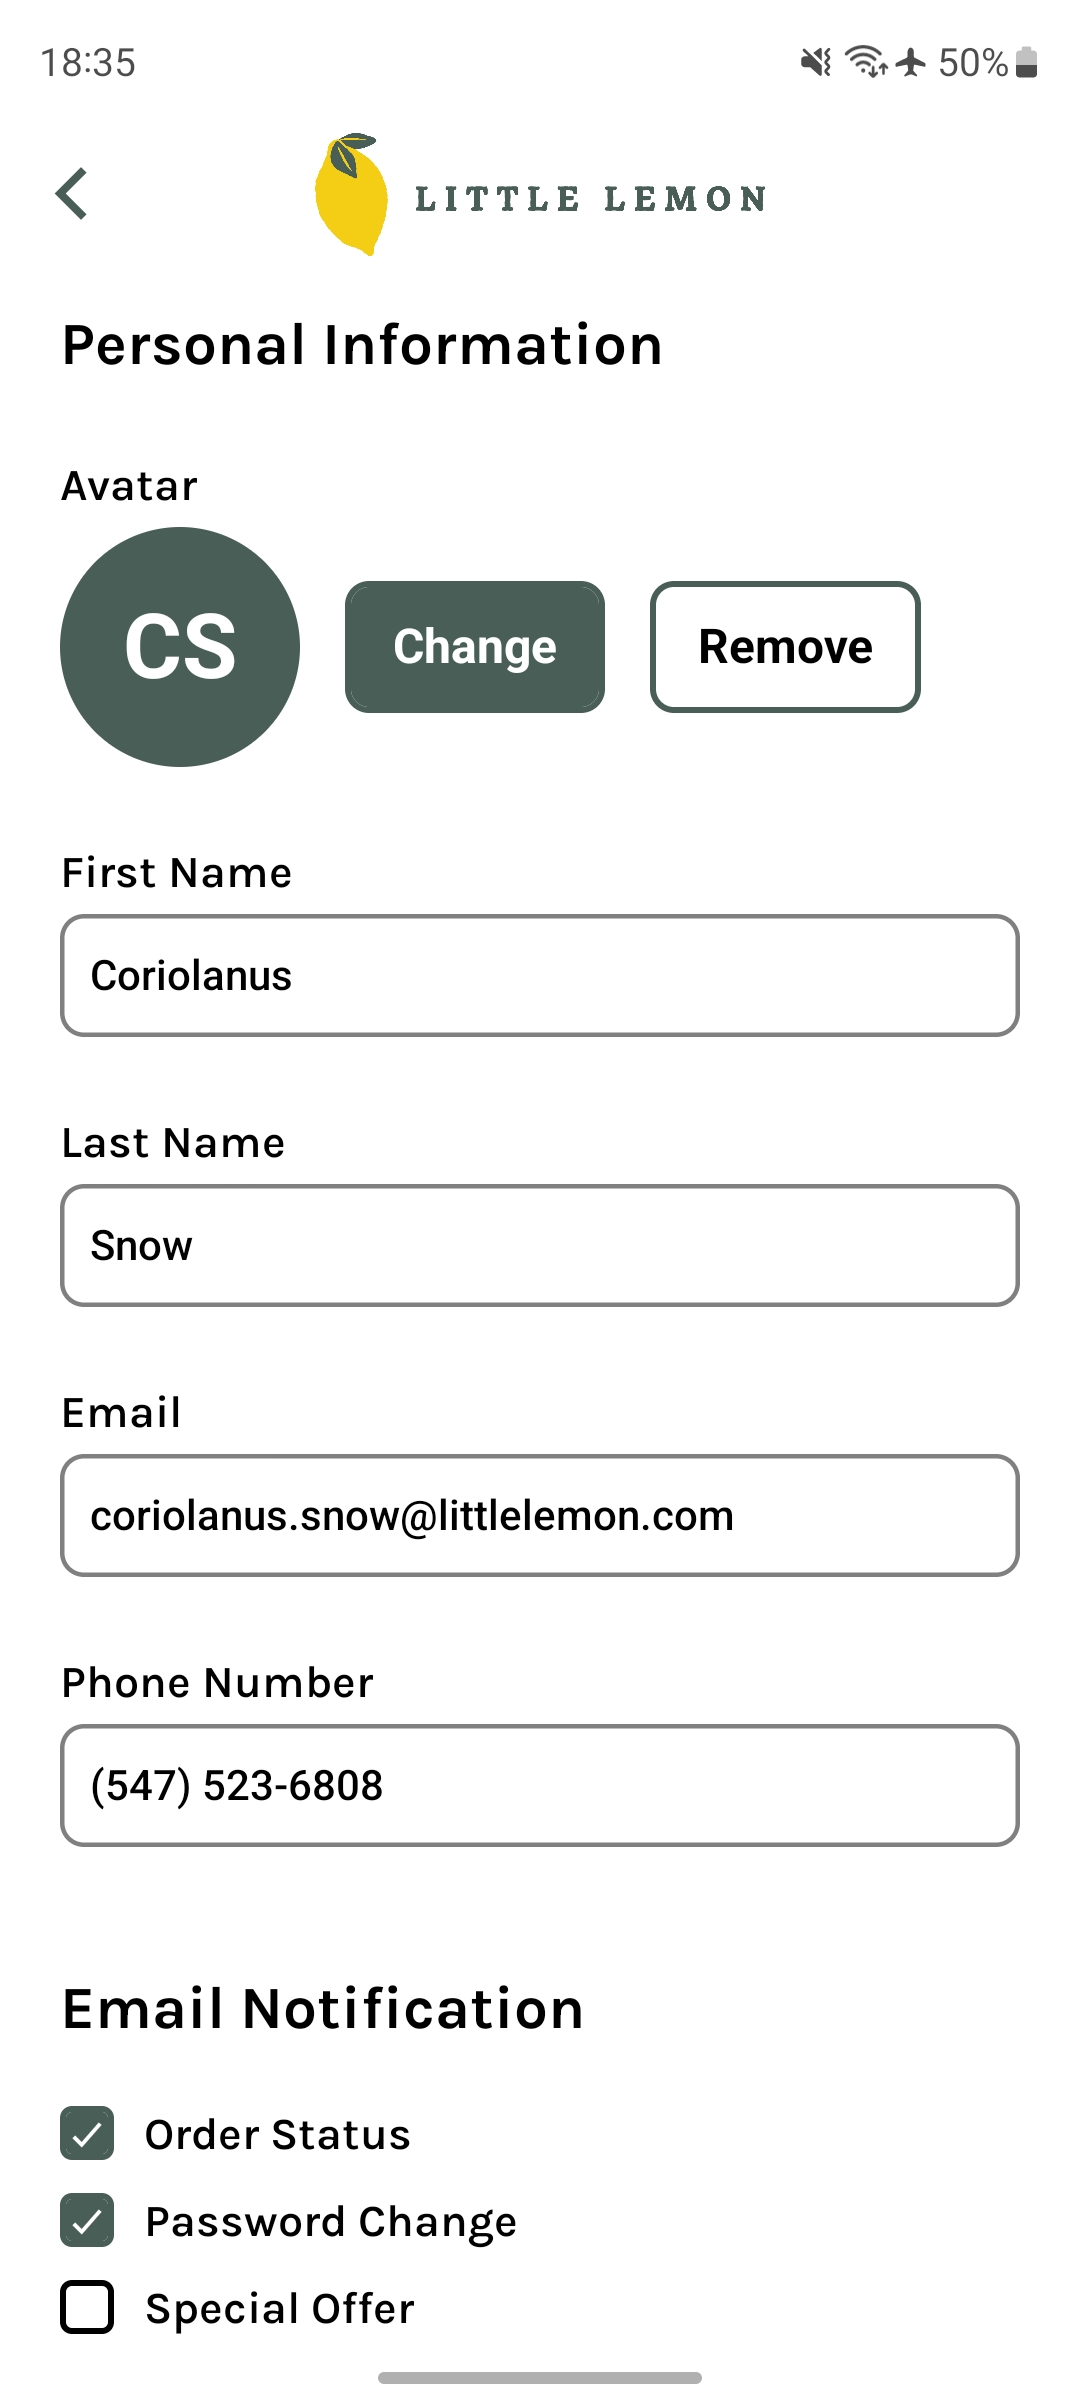 18:35
50%
LITTLE LEMON
Personal Information
Avatar
CS
Change
Remove
First Name
Coriolanus
Last Name
Snow
Email
coriolanus.snow@littlelemon.com
Phone Number
(547) 523-6808
Email Notification
Order Status
Password Change
Special Offer